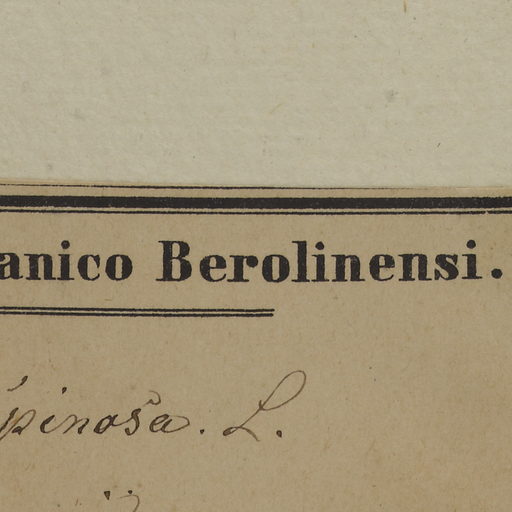 anico Berolinensi.
spinosa. L.